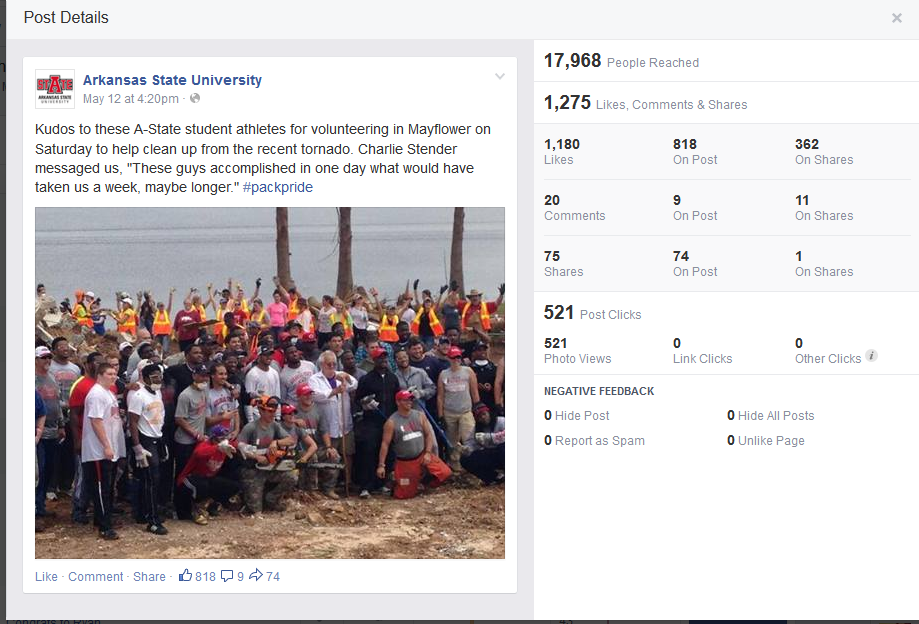 Post Details
Arkansas State University
May 12 at 4:20pm ·
Kudos to these A-State student athletes for volunteering in Mayflower on
Saturday to help clean up from the recent tornado. Charlie Stender
messaged us, "These guys accomplished in one day what would have
taken us a week, maybe longer." #packpride
Like · Comment · Share · 818 9 74
17,968 People Reached
1,275 Likes, Comments & Shares
1,180 818 362
Likes On Post On Shares
20 9 11
Comments On Post On Shares
75 74 1
Shares On Post On Shares
521 Post Clicks
521 0 0
Photo Views Link Clicks Other Clicks i
NEGATIVE FEEDBACK
0 Hide Post 0 Hide All Posts
0 Report as Spam 0 Unlike Page